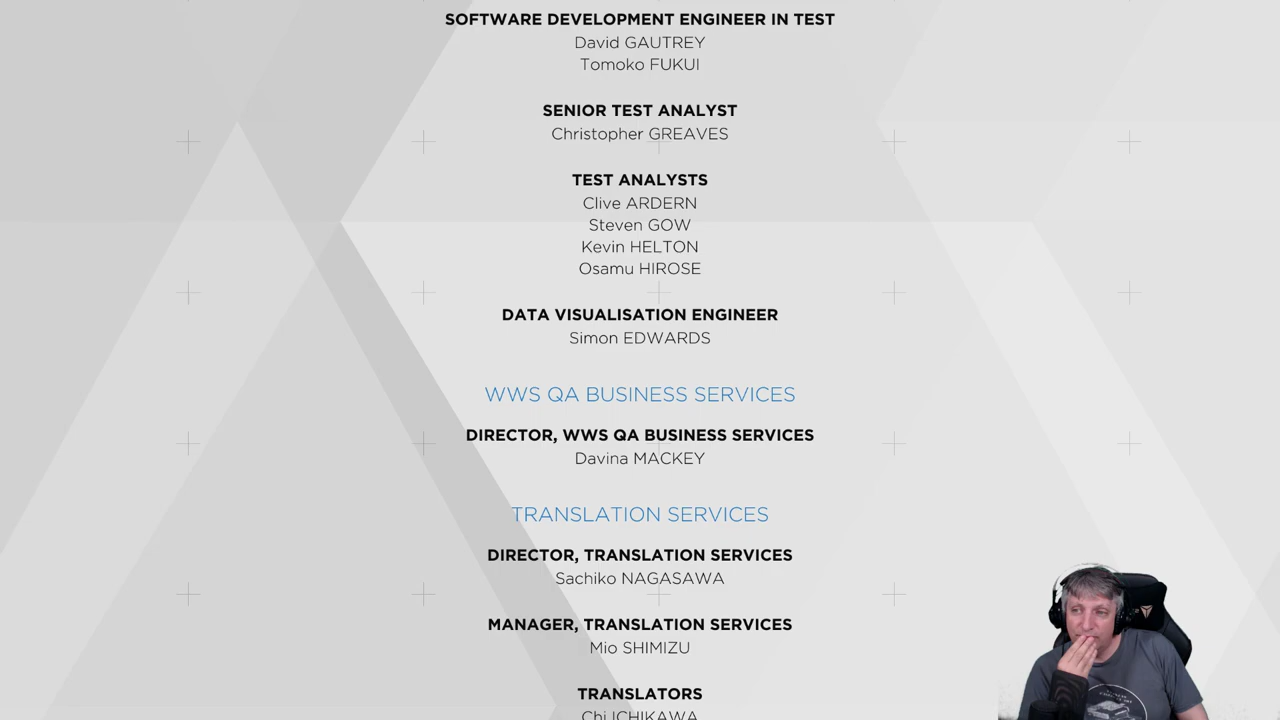 SOFTWARE DEVELOPMENT ENGINEER IN TEST
David GAUTREY
Tomoko FUKUI
SENIOR TEST ANALYST
Christopher GREAVES
TEST ANALYSTS
Clive ARDERN
Steven GOW
Kevin HELTON
Osamu HIROSE
DATA VISUALISATION ENGINEER
Simon EDWARDS
WWS QA BUSINESS SERVICES
DIRECTOR, WWS QA BUSINESS SERVICES
Davina MACKEY
TRANSLATION SERVICES
DIRECTOR, TRANSLATION SERVICES
Sachiko NAGASAWA
MANAGER, TRANSLATION SERVICES
Mio SHIMIZU
TRANSLATORS
Chi ICHIKAWA